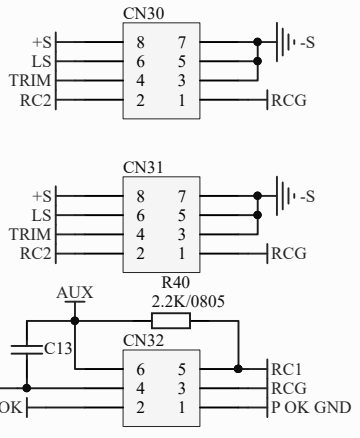 CN30
+S 8 7 -S
LS 6 5
TRIM 4 3
RC2 2 1 RCG
CN31
+S 8 7 -S
LS 6 5
TRIM 4 3
RC2 2 1 RCG
R40
AUX 2.2K/0805
C13 CN32
6 5 RC1
4 3 RCG
OK 2 1 P OK GND